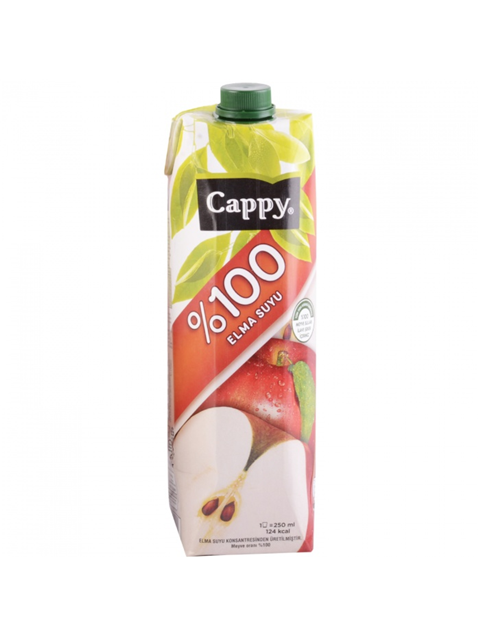 Cappy®
%100
ELMA SUYU
%100
1 = 250 ml
124 kcal
ELMA SUYU KONSANTRESİNDEN ÜRETİLMİŞTİR.
Meyve oranı %100